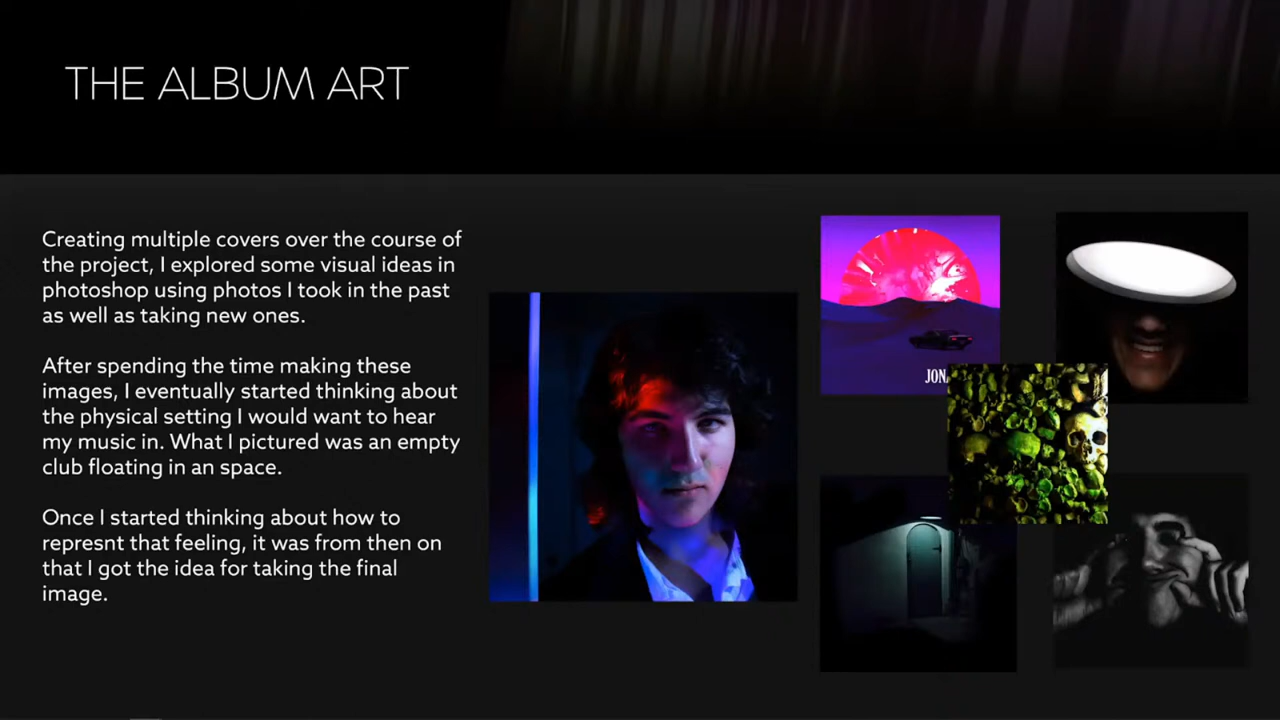 THE ALBUM ART
Creating multiple covers over the course of
the project, I explored some visual ideas in
photoshop using photos I took in the past
as well as taking new ones.
After spending the time making these
images, I eventually started thinking about
the physical setting I would want to hear
my music in. What I pictured was an empty
club floating in an space.
Once I started thinking about how to
represnt that feeling, it was from then on
that I got the idea for taking the final
image.
JON